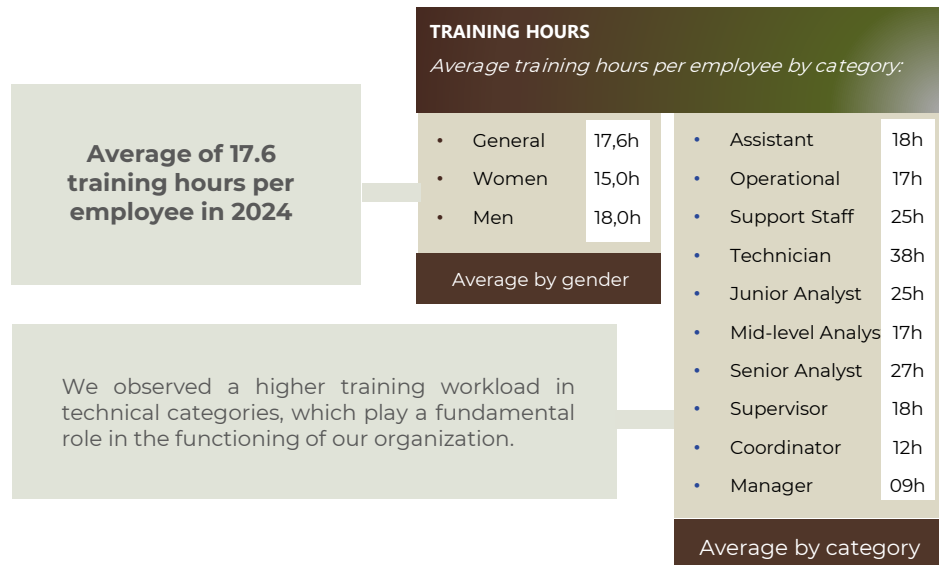 TRAINING HOURS
Average training hours per employee by category:
Average of 17.6
training hours per
employee in 2024
• General 17,6h
• Women 15,0h
• Men 18,0h
Average by gender
• Assistant 18h
• Operational 17h
• Support Staff 25h
• Technician 38h
• Junior Analyst 25h
• Mid-level Analys 17h
• Senior Analyst 27h
• Supervisor 18h
• Coordinator 12h
• Manager 09h
Average by category
We observed a higher training workload in
technical categories, which play a fundamental
role in the functioning of our organization.